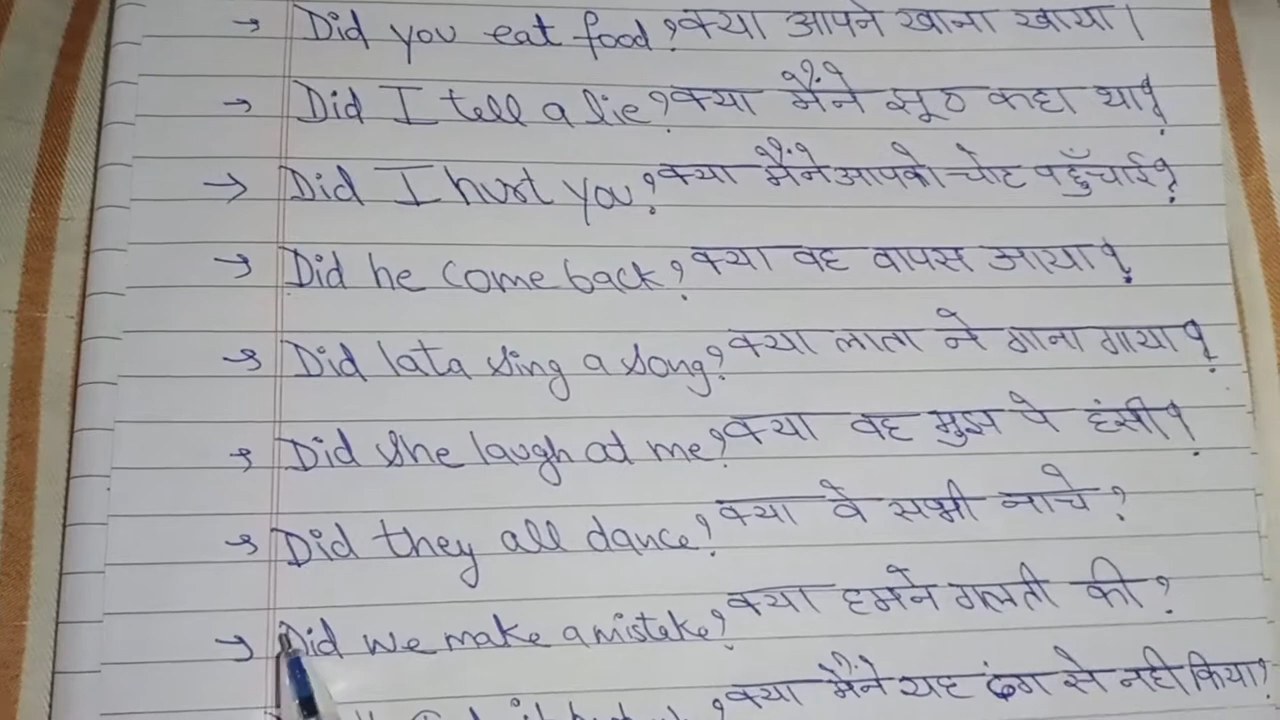 → Did you eat food? क्या आपने खाना खाया।
→ Did I tell a lie? क्या मैंने झूठ कहा था?
→ Did I hurt you? क्या मैंने आपको चोट पहुँचाई?
→ Did he come back? क्या वह वापस आया?
→ Did lata sing a song? क्या लाता ने गाना गाया?
→ Did she laugh at me? क्या वह मुझ पे हंसी?
→ Did they all dance? क्या वे सभी नाचे?
→ Did we make a mistake? क्या हमने गलती की?
क्या मैंने यह ढंग से नही किया?